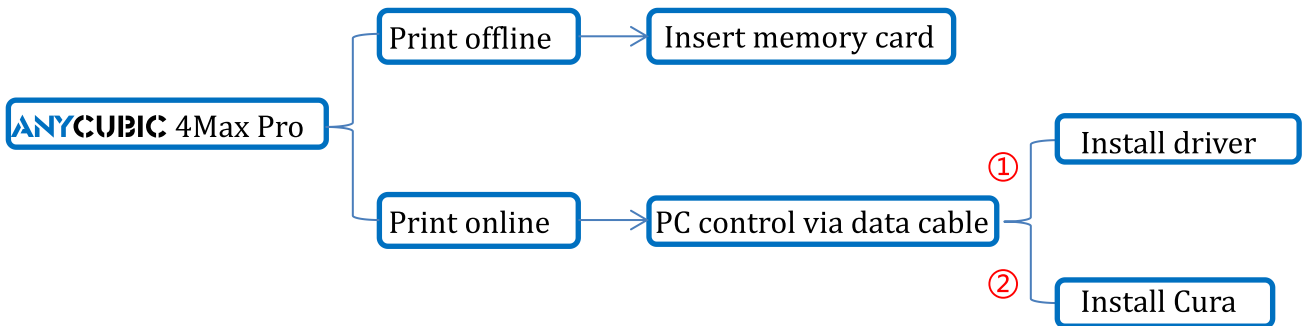 Print offline
Insert memory card
ANYCUBIC 4Max Pro
Install driver
①
Print online
PC control via data cable
②
Install Cura